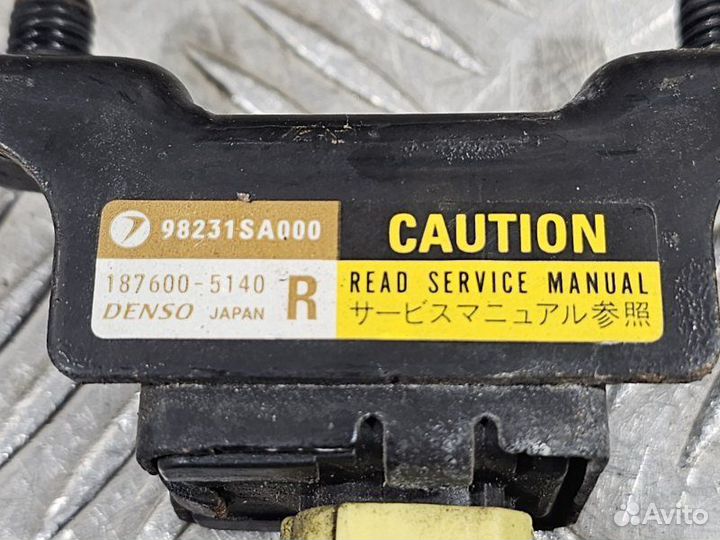 98231SA000
CAUTION
187600-5140
DENSO JAPAN
R
READ SERVICE MANUAL
サービスマニュアル参照
Avito